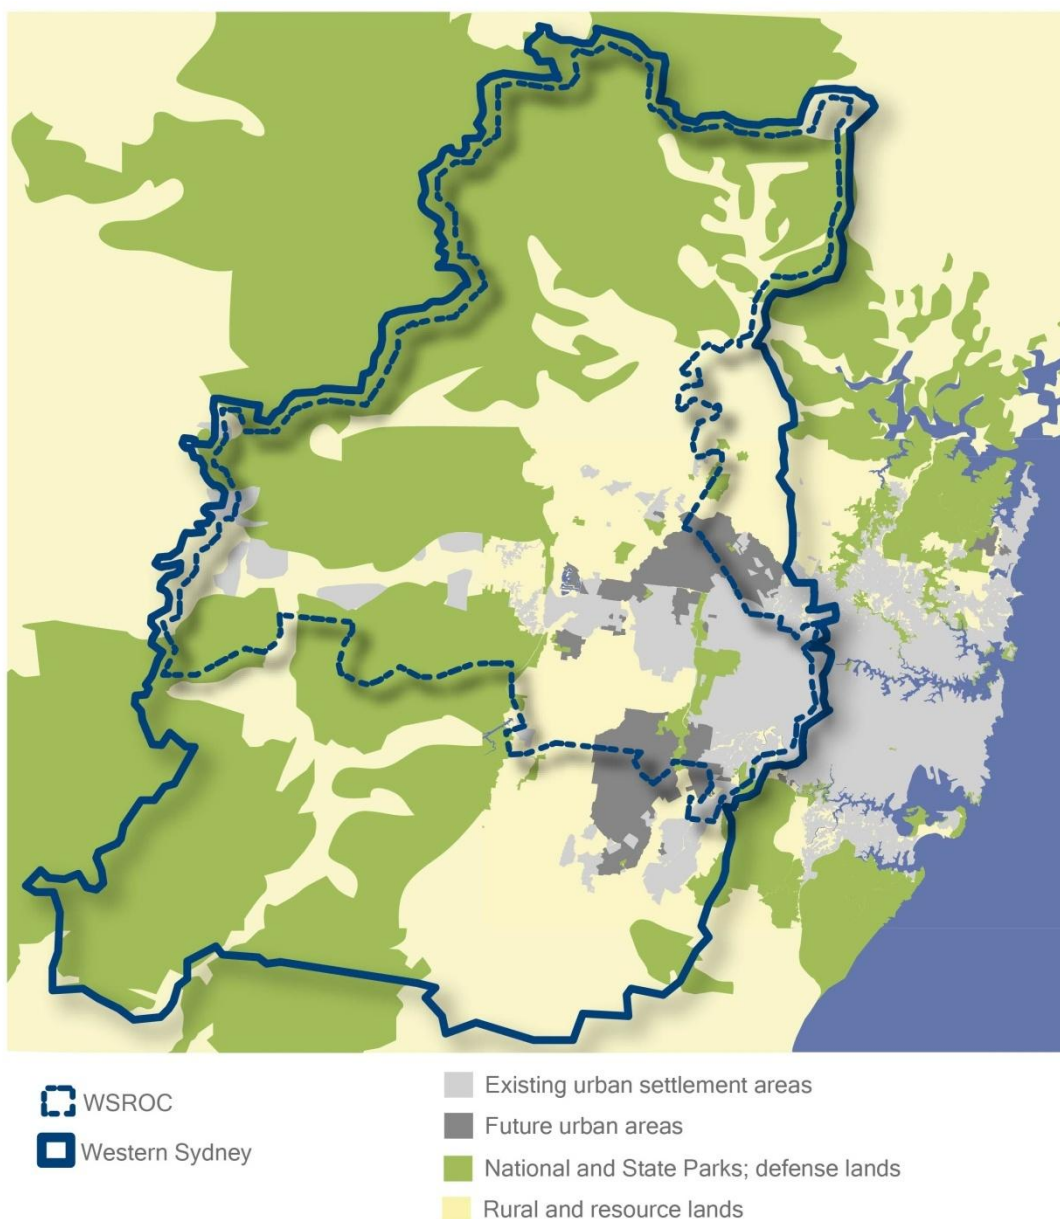 WSROC
Western Sydney
Existing urban settlement areas
Future urban areas
National and State Parks; defense lands
Rural and resource lands